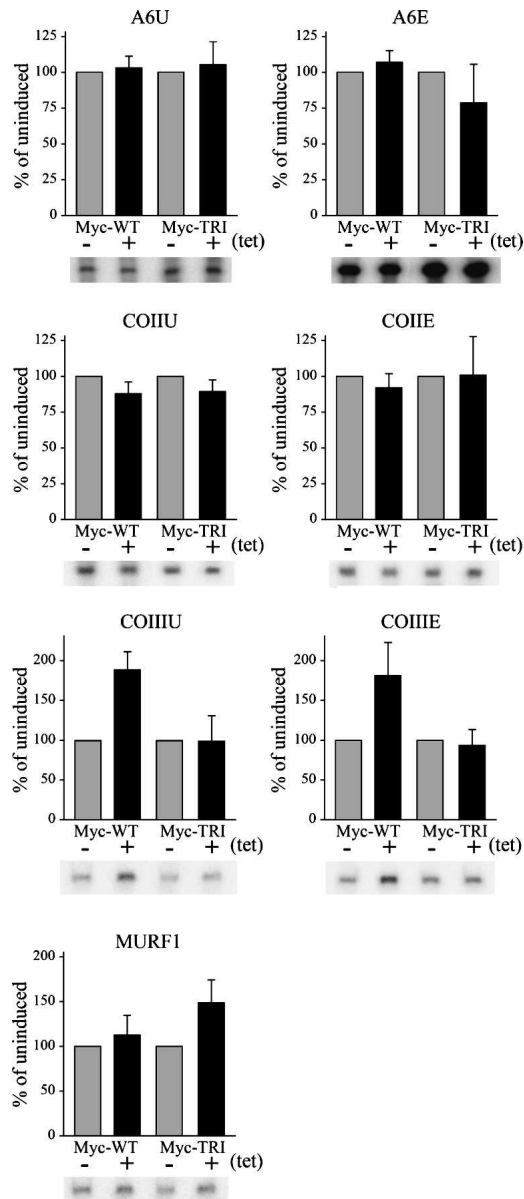 A6U
% of uninduced
125
100
75
50
25
0
Myc-WT Myc-TRI
- + - + (tet)
A6E
% of uninduced
125
100
75
50
25
0
Myc-WT Myc-TRI
- + - + (tet)
COIIU
% of uninduced
125
100
75
50
25
0
Myc-WT Myc-TRI
- + - + (tet)
COIIE
% of uninduced
125
100
75
50
25
0
Myc-WT Myc-TRI
- + - + (tet)
COIIIU
% of uninduced
200
150
100
50
0
Myc-WT Myc-TRI
- + - + (tet)
COIIIE
% of uninduced
200
150
100
50
0
Myc-WT Myc-TRI
- + - + (tet)
MURF1
% of uninduced
200
150
100
50
0
Myc-WT Myc-TRI
- + - + (tet)